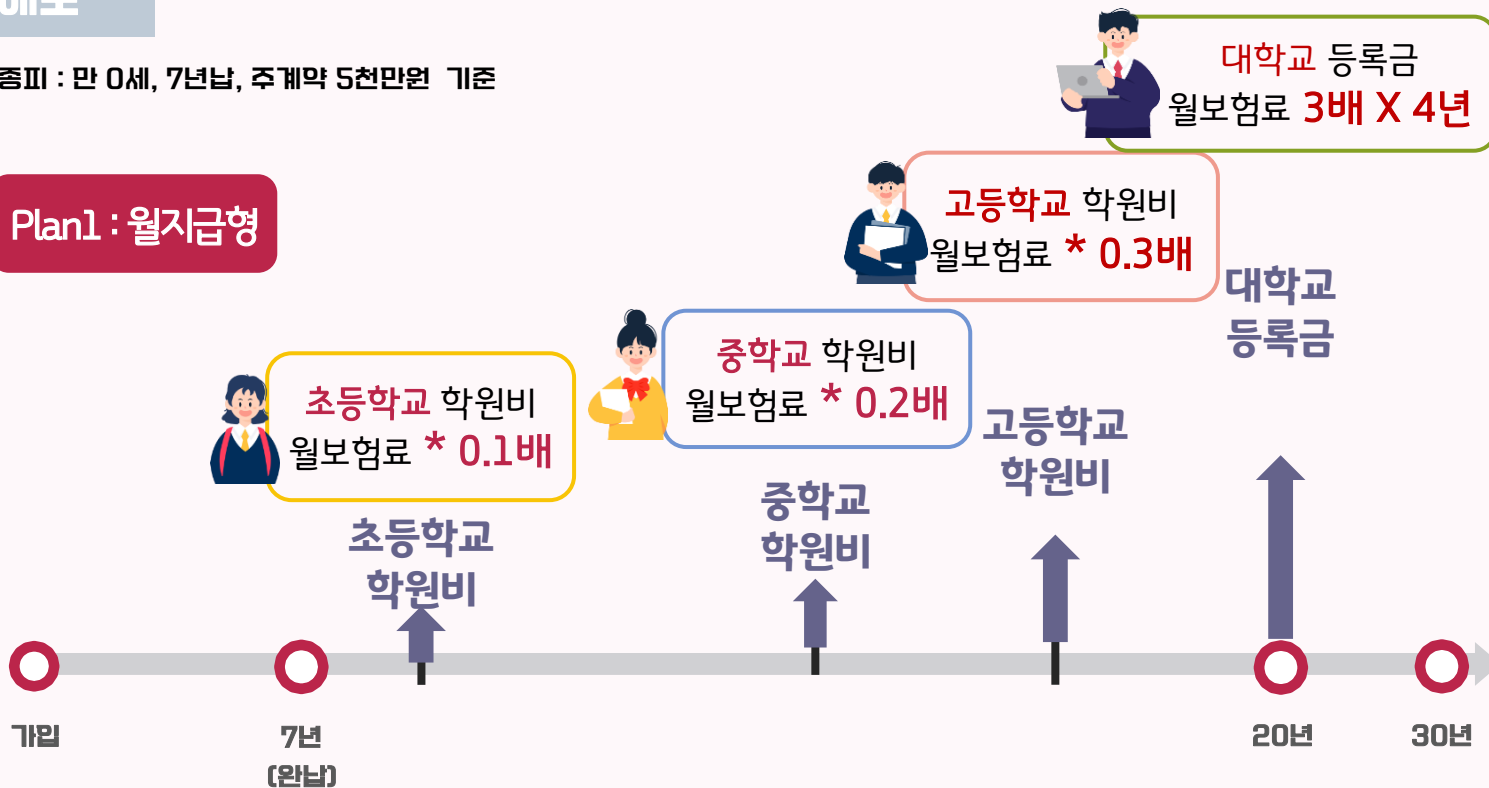 종피 : 만 0세, 7년납, 주계약 5천만원 기준
대학교 등록금
월보험료 3배 X 4년
Plan1 : 월지급형
고등학교 학원비
월보험료 * 0.3배
대학교
등록금
중학교 학원비
월보험료 * 0.2배
초등학교 학원비
월보험료 * 0.1배
고등학교
학원비
중학교
학원비
초등학교
학원비
가입
7년
(완납)
20년
30년